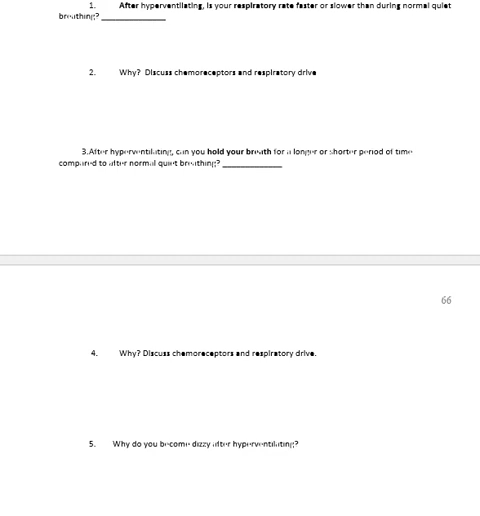 1. After hyperventilating, is your respiratory rate faster or slower than during normal quiet
breathing? ______________
2. Why? Discuss chemoreceptors and respiratory drive
3.After hyperventilating, can you hold your breath for a longer or shorter period of time
compared to after normal quiet breathing? _____________
66
4. Why? Discuss chemoreceptors and respiratory drive.
5. Why do you become dizzy after hyperventilating?